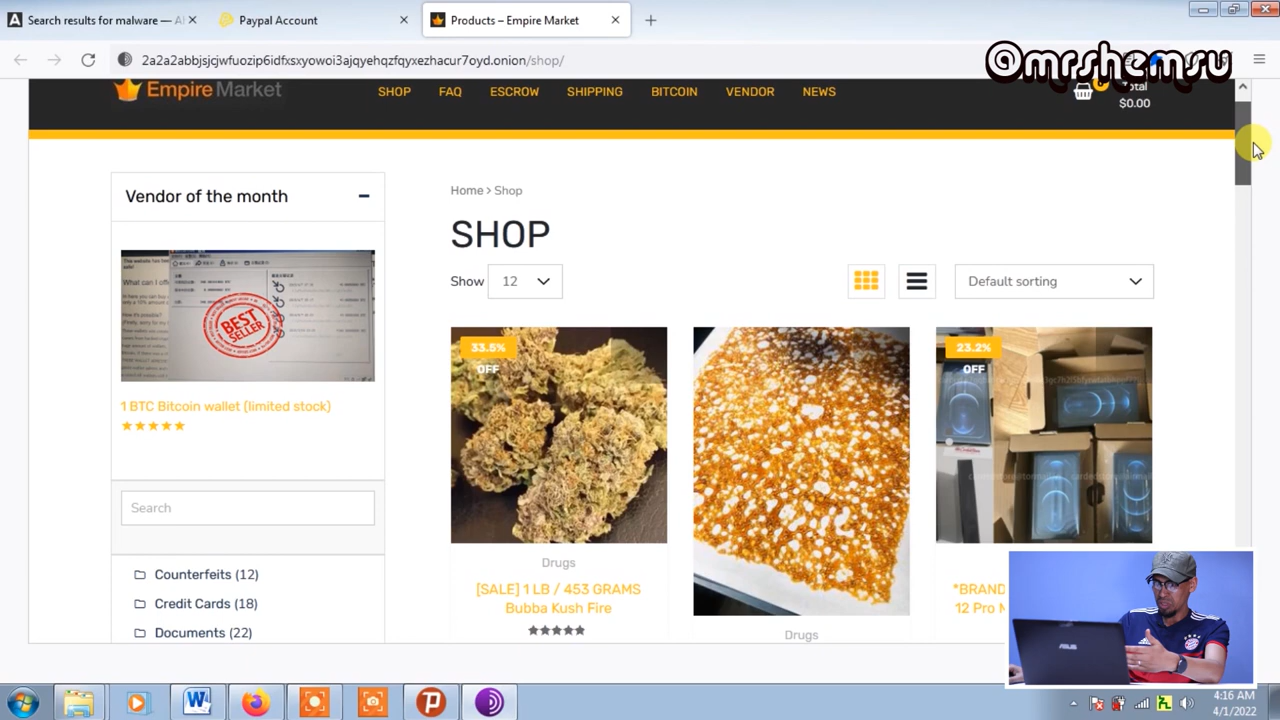 Search results for malware — A
Paypal Account
Products – Empire Market
2a2a2abbjsjcjwfuozip6idfxsxyowoi3ajqyehqzfqyxezhacur7oyd.onion/shop/
@mrshemsu
Empire Market
SHOP
FAQ
ESCROW
SHIPPING
BITCOIN
VENDOR
NEWS
Total
$0.00
Vendor of the month
BEST
SELLER
1 BTC Bitcoin wallet (limited stock)
Search
Counterfeits (12)
Credit Cards (18)
Documents (22)
Home > Shop
SHOP
Show
12
Default sorting
33.5%
OFF
23.2%
OFF
Drugs
[SALE] 1 LB / 453 GRAMS
Bubba Kush Fire
Drugs
*BRAND
12 Pro
ASUS
4:16 AM
4/1/2022